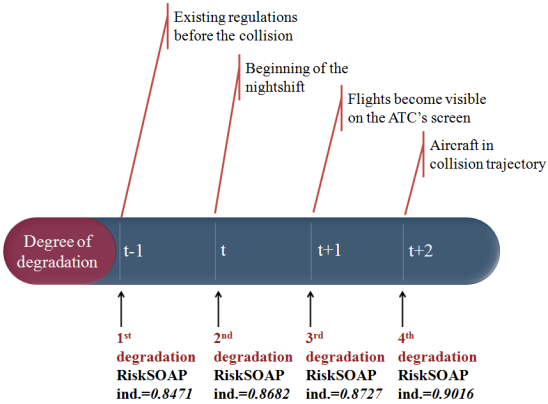 Existing regulations
before the collision
Beginning of the
nightshift
Flights become visible
on the ATC's screen
Aircraft in
collision trajectory
Degree of
degradation
t-1
t
t+1
t+2
1st
degradation
RiskSOAP
ind.=0.8471
2nd
degradation
RiskSOAP
ind.=0.8682
3rd
degradation
RiskSOAP
ind.=0.8727
4th
degradation
RiskSOAP
ind.=0.9016